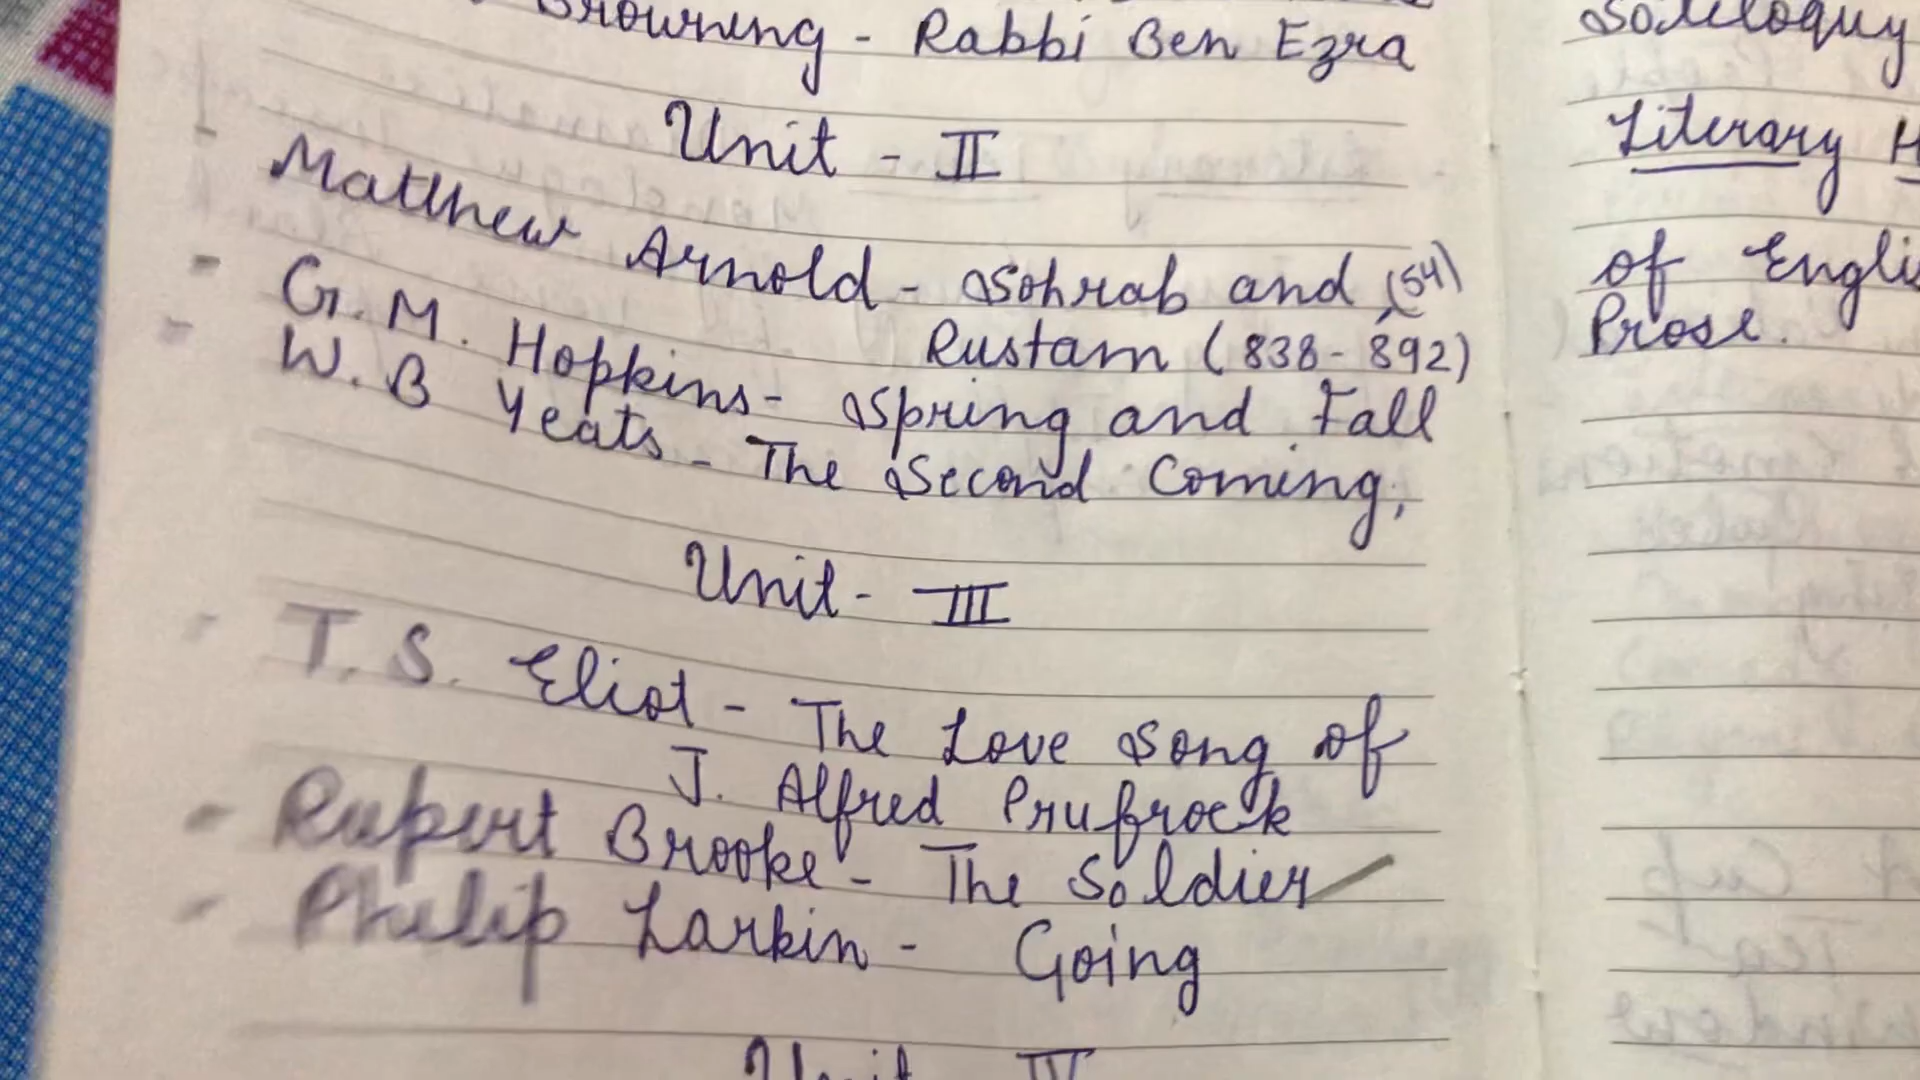 Browning - Rabbi Ben Ezra
Unit - II
- Matthew Arnold - Sohrab and (54)
Rustam (838-892)
- G. M. Hopkins - Spring and Fall
- W. B Yeats - The Second Coming,
Unit - III
- T. S. Eliot - The Love Song of
J. Alfred Prufrock
- Rupert Brooke - The Soldier
- Philip Larkin - Going
Unit IV
Soliloquy
Literary H
of Engli
Prose.